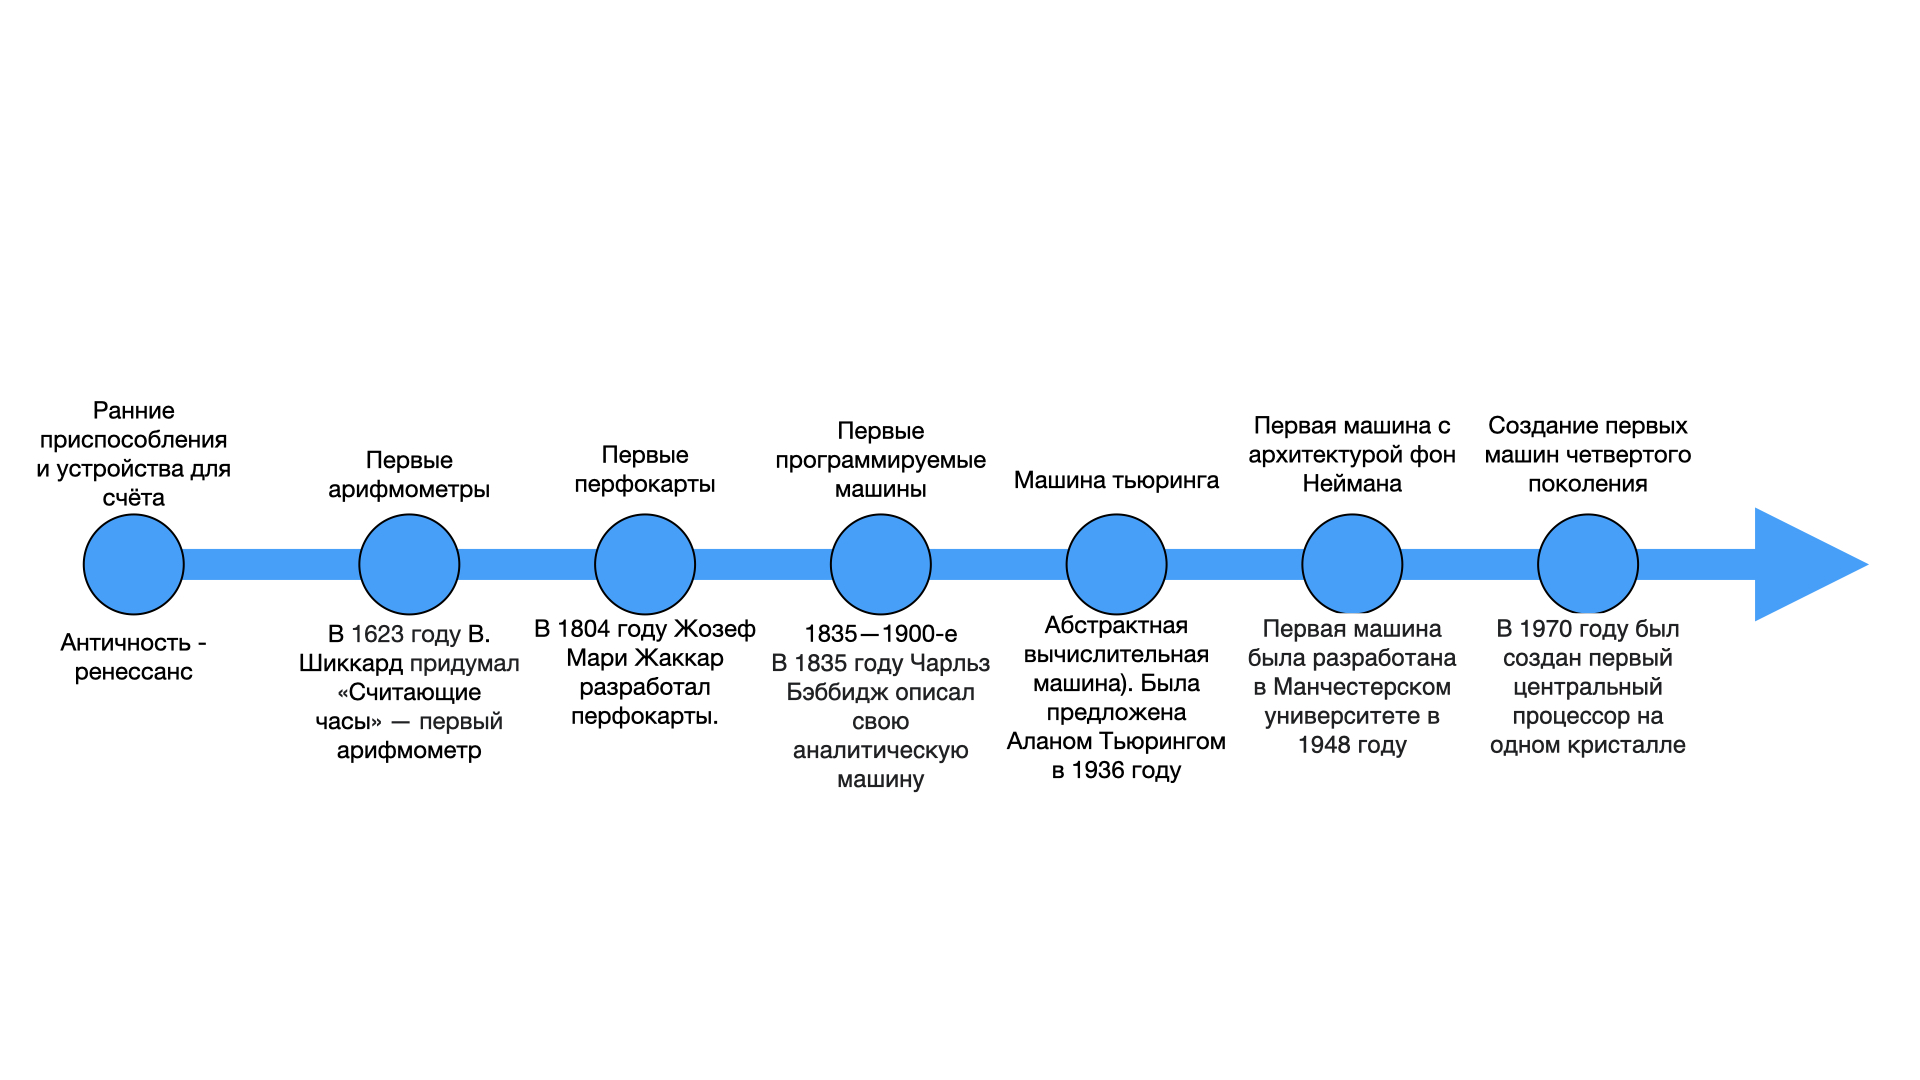 Ранние
приспособления
и устройства для
счёта
Античность -
ренессанс
Первые
арифмометры
В 1623 году В.
Шиккард придумал
«Считающие
часы» — первый
арифмометр
Первые
перфокарты
В 1804 году Жозеф
Мари Жаккар
разработал
перфокарты.
Первые
программируемые
машины
1835—1900-е
В 1835 году Чарльз
Бэббидж описал
свою
аналитическую
машину
Машина тьюринга
Абстрактная
вычислительная
машина). Была
предложена
Аланом Тьюрингом
в 1936 году
Первая машина с
архитектурой фон
Неймана
Первая машина
была разработана
в Манчестерском
университете в
1948 году
Создание первых
машин четвертого
поколения
В 1970 году был
создан первый
центральный
процессор на
одном кристалле